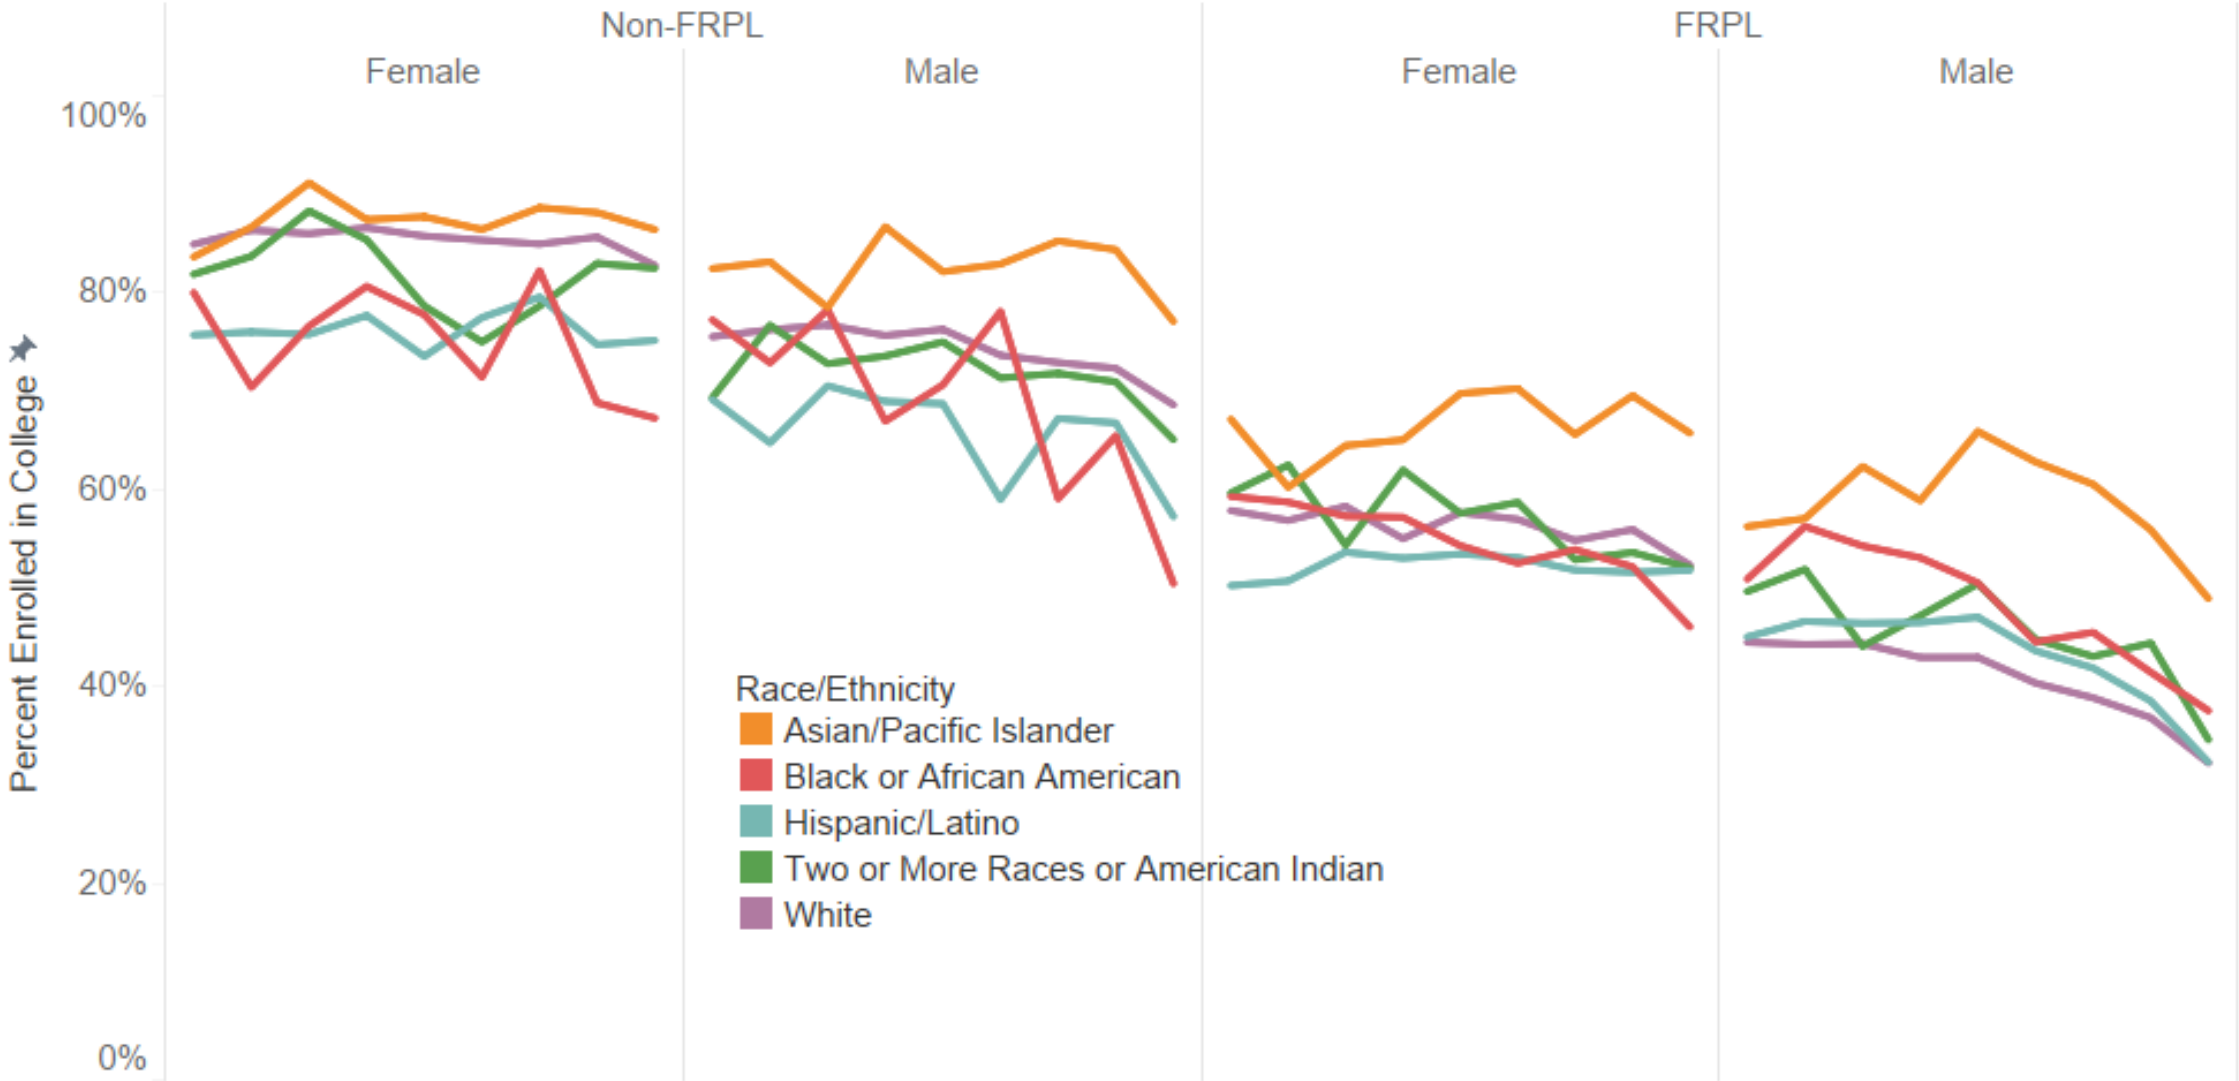 Non-FRPL
FRPL
Female
Male
Female
Male
100%
80%
60%
40%
20%
0%
Percent Enrolled in College
Race/Ethnicity
Asian/Pacific Islander
Black or African American
Hispanic/Latino
Two or More Races or American Indian
White